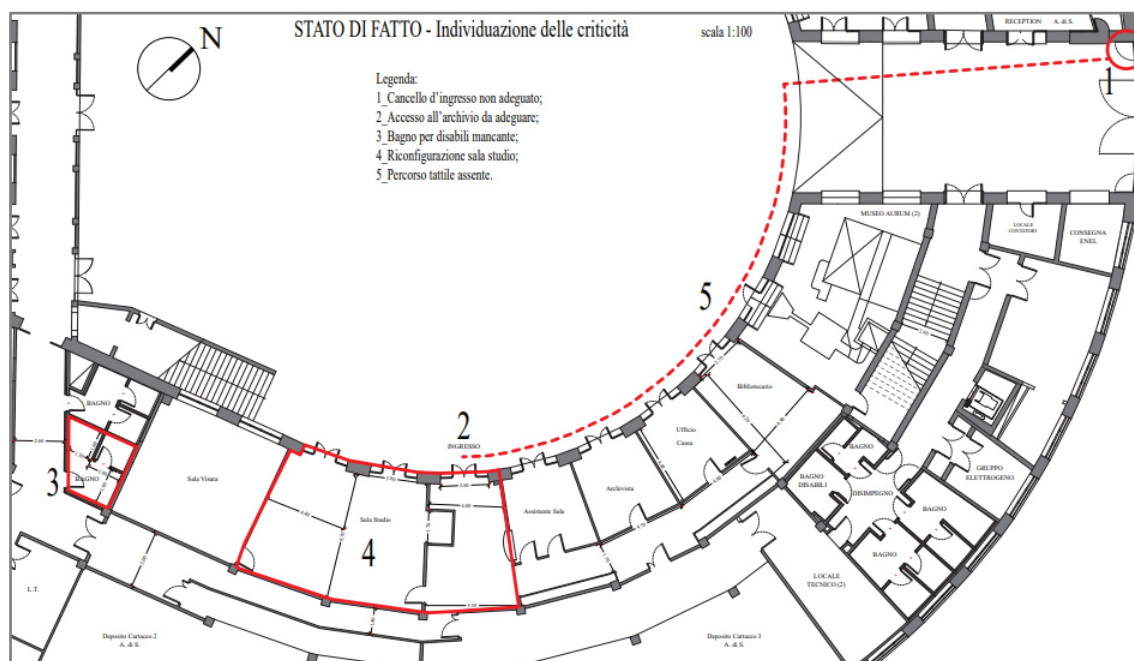 STATO DI FATTO - Individuazione delle criticità
scala 1:100
N
Legenda:
1_Cancello d'ingresso non adeguato;
2_Accesso all'archivio da adeguare;
3_Bagno per disabili mancante;
4_Riconfigurazione sala studio;
5_Percorso tattile assente.
RECEPTION A. di S.
1
MUSEO AURUM (2)
LOCALE
CONTATORI
CONSEGNA
ENEL
5
Bibliotecario
Ufficio
Cassa
2
INGRESSO
BAGNO
3
BAGNO
Sala Visura
Sala Studio
4
Assistente Sala
Archivista
BAGNO
BAGNO
DISABILI
DISIMPEGNO
BAGNO
BAGNO
GRUPPO
ELETTROGENO
LOCALE
TECNICO (2)
L.T.
Deposito Cartaceo 2
A. di S.
Deposito Cartaceo 3
A. di S.